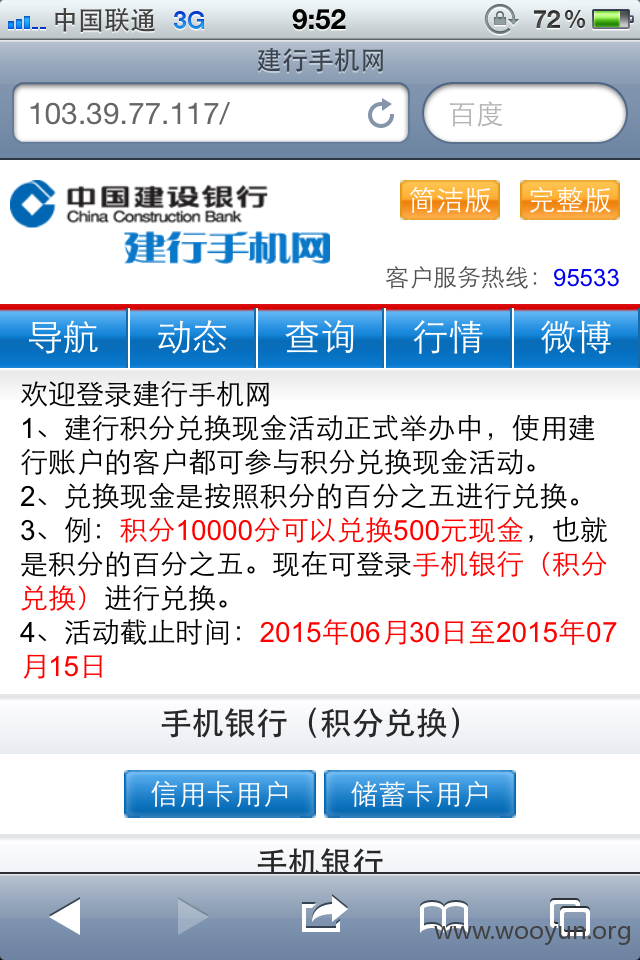 中国联通 3G 9:52 72%
建行手机网
103.39.77.117/ 百度
中国建设银行 简洁版 完整版
China Construction Bank
建行手机网
客户服务热线：95533
导航 动态 查询 行情 微博
欢迎登录建行手机网
1、建行积分兑换现金活动正式举办中，使用建
行账户的客户都可参与积分兑换现金活动。
2、兑换现金是按照积分的百分之五进行兑换。
3、例：积分10000分可以兑换500元现金，也就
是积分的百分之五。现在可登录手机银行（积分
兑换）进行兑换。
4、活动截止时间：2015年06月30日至2015年07
月15日
手机银行（积分兑换）
信用卡用户 储蓄卡用户
手机银行
www.wooyun.org